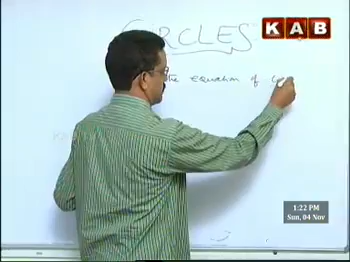 CIRCLES
KAB
the equation of
1:22 PM
Sun, 04 Nov